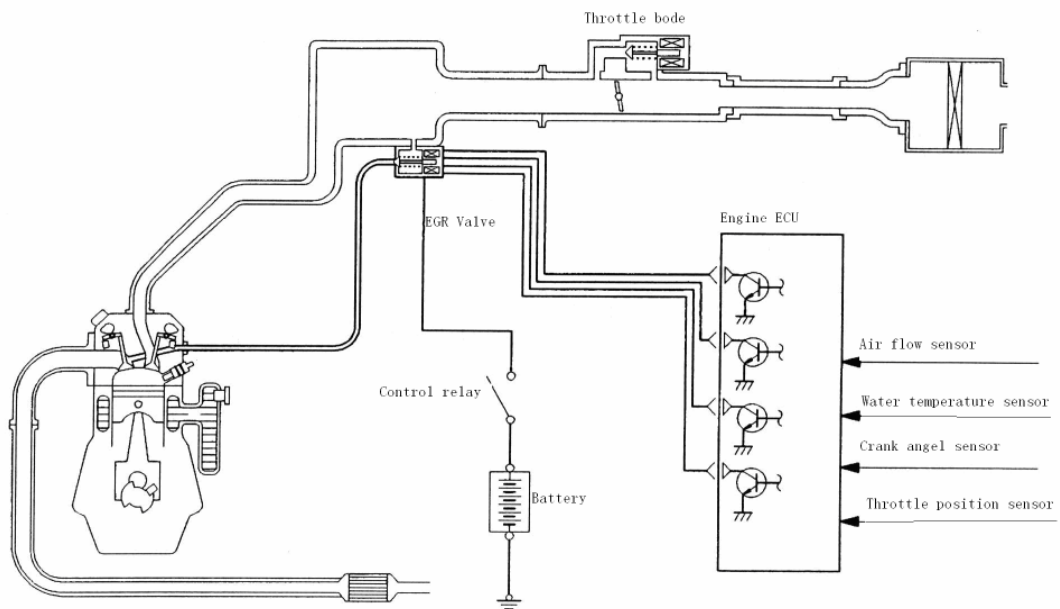 Throttle bode
EGR Valve
Engine ECU
Air flow sensor
Control relay
Water temperature sensor
Crank angel sensor
Battery
Throttle position sensor